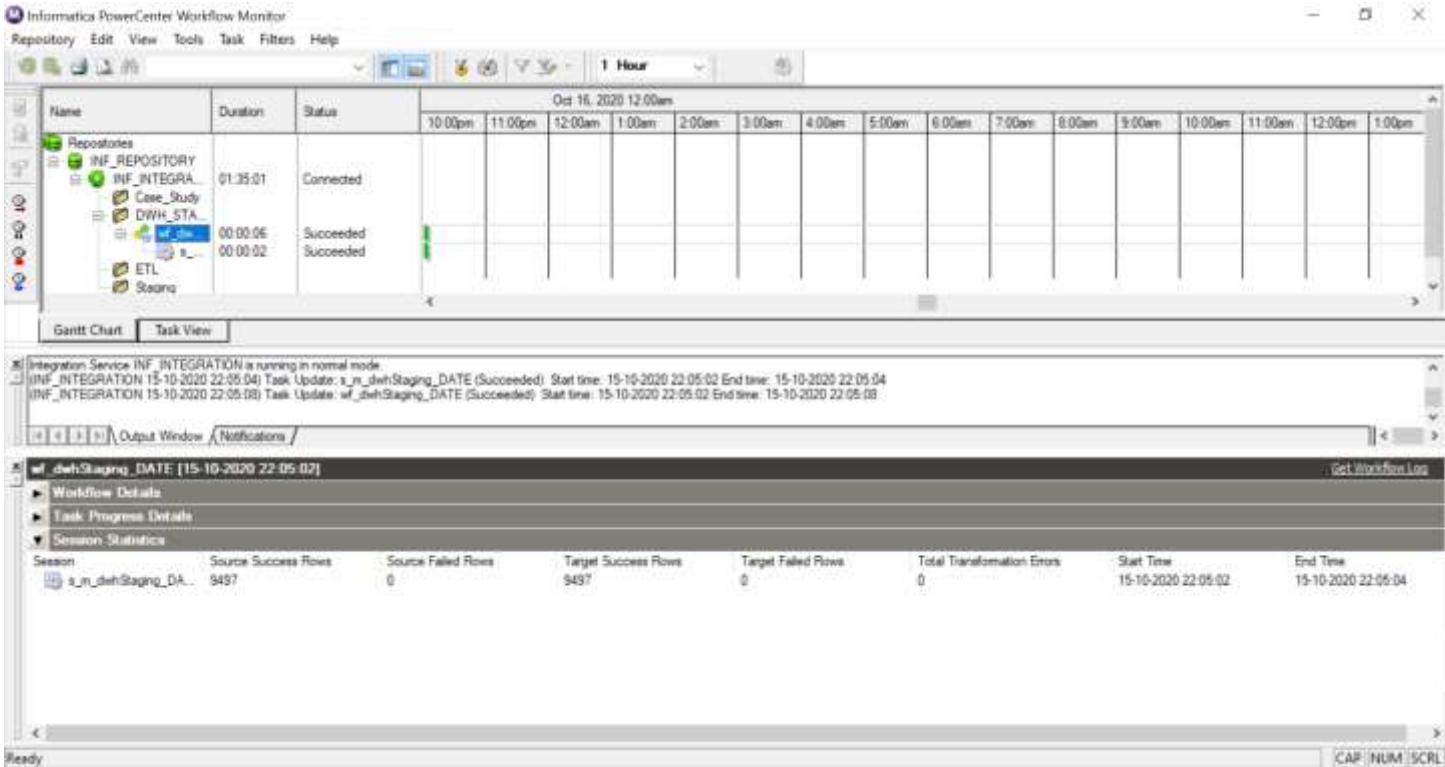 Informatica PowerCenter Workflow Monitor
Repository Edit View Tools Task Filters Help
1 Hour
Name Duration Status Oct 16, 2020 12:00am
10:00pm 11:00pm 12:00am 1:00am 2:00am 3:00am 4:00am 5:00am 6:00am 7:00am 8:00am 9:00am 10:00am 11:00am 12:00pm 1:00pm
Repositories
INF_REPOSITORY
INF_INTEGRA... 01:35:01 Connected
Case_Study
DWH_STA...
wf_dw... 00:00:06 Succeeded
s_... 00:00:02 Succeeded
ETL
Staging
Gantt Chart Task View
Integration Service INF_INTEGRATION is running in normal mode.
(INF_INTEGRATION 15-10-2020 22:05:04) Task Update: s_m_dwhStaging_DATE (Succeeded) Start time: 15-10-2020 22:05:02 End time: 15-10-2020 22:05:04
(INF_INTEGRATION 15-10-2020 22:05:08) Task Update: wf_dwhStaging_DATE (Succeeded) Start time: 15-10-2020 22:05:02 End time: 15-10-2020 22:05:08
Output Window Notifications
wf_dwhStaging_DATE [15-10-2020 22:05:02] Get Workflow Log
Workflow Details
Task Progress Details
Session Statistics
Session Source Success Rows Source Failed Rows Target Success Rows Target Failed Rows Total Transformation Errors Start Time End Time
s_m_dwhStaging_DA... 9497 0 9497 0 0 15-10-2020 22:05:02 15-10-2020 22:05:04
Ready CAP NUM SCRL